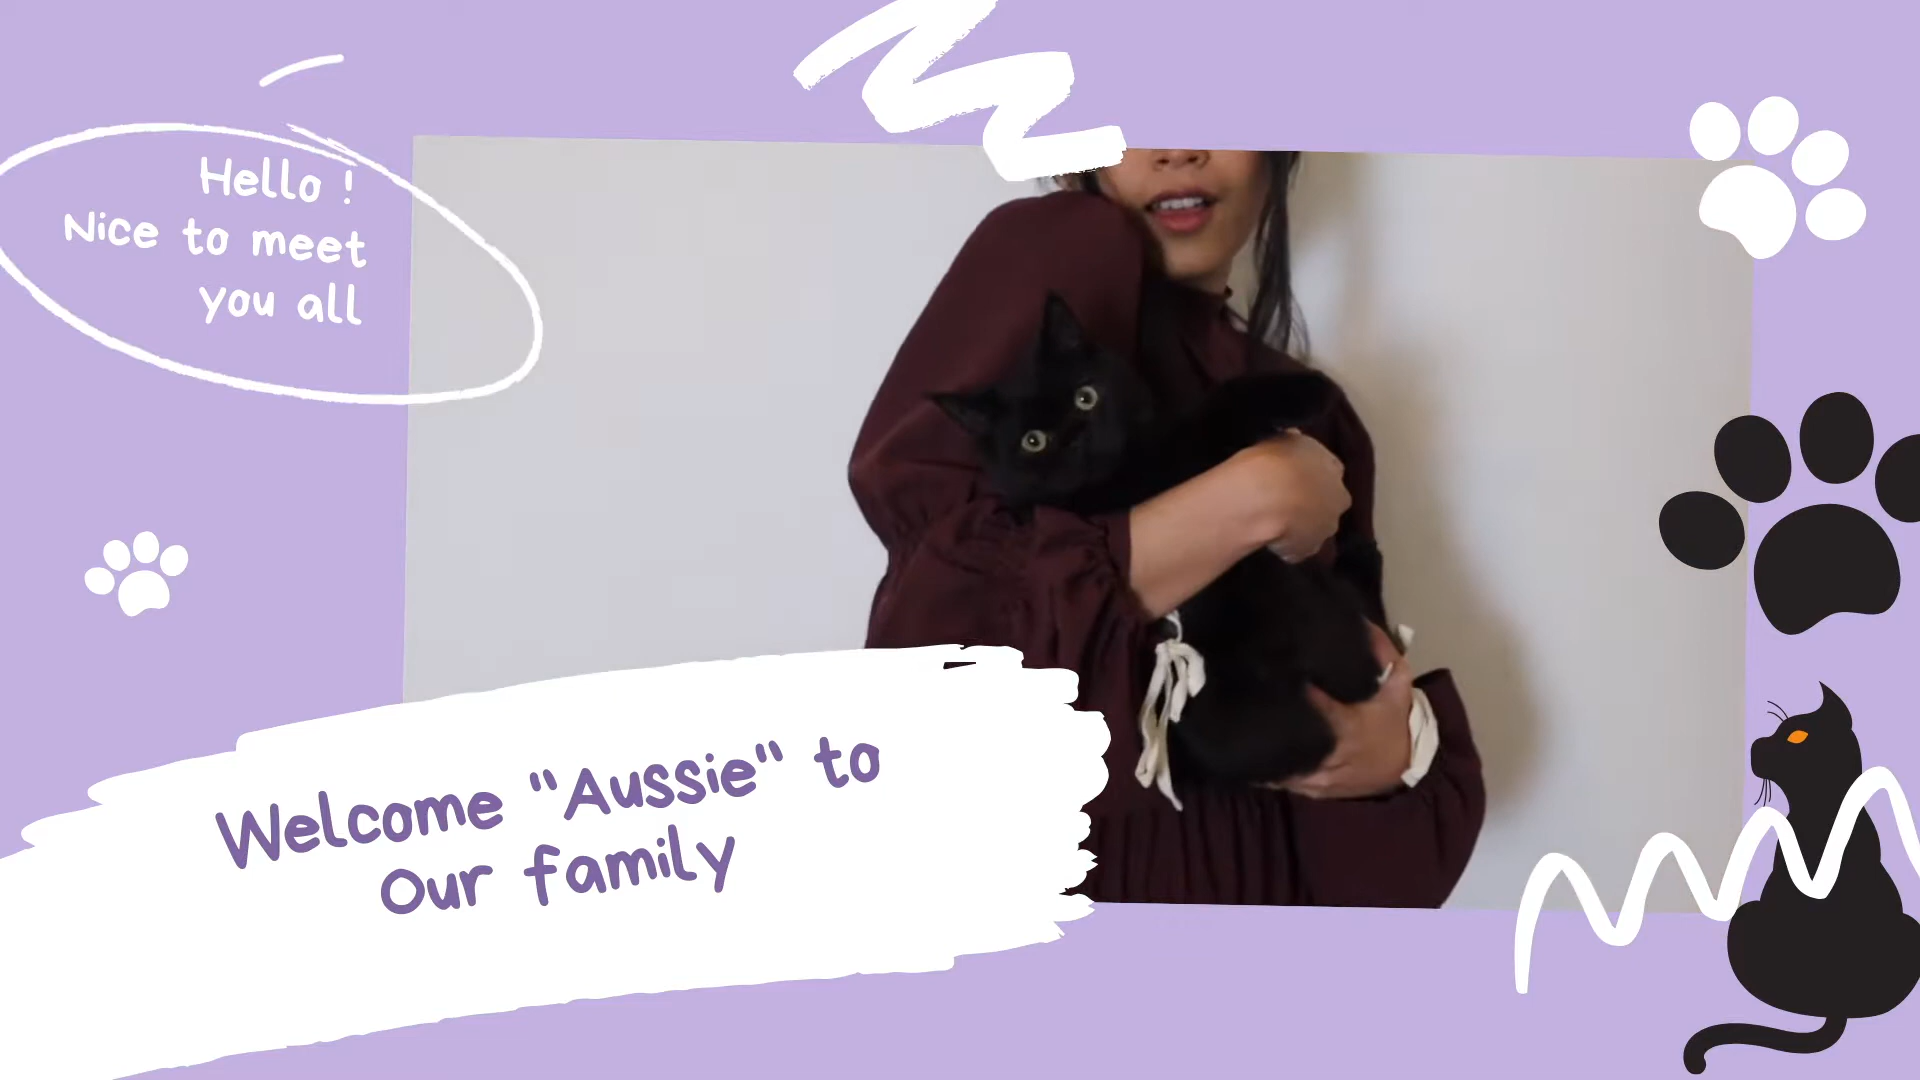 Hello !
Nice to meet
you all
Welcome "Aussie" to
Our family